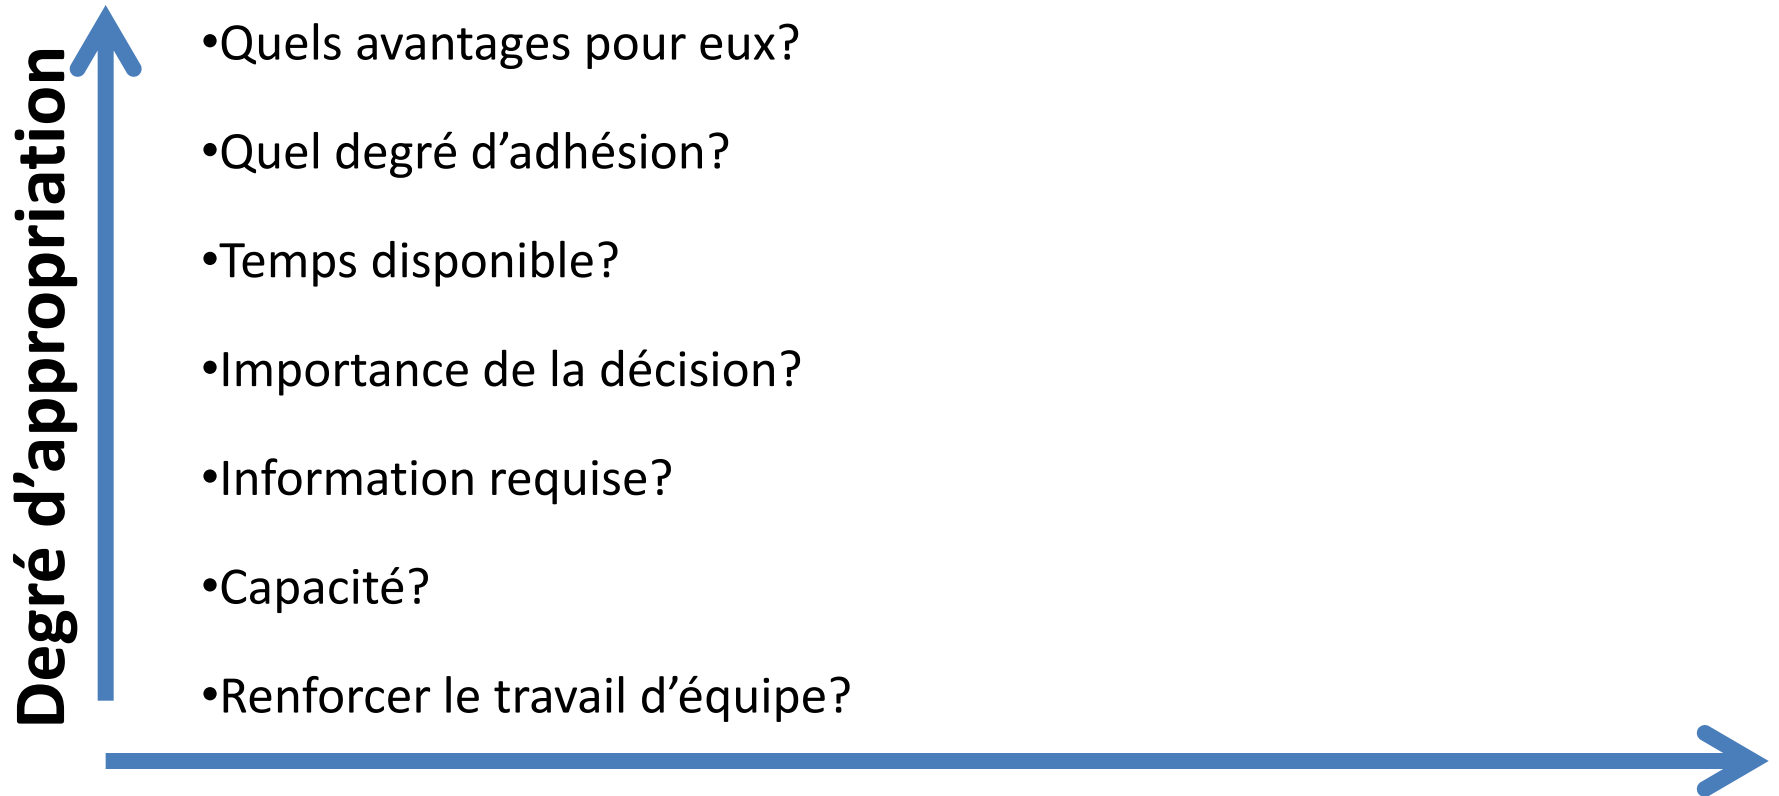 Degré d’appropriation
•Quels avantages pour eux?
•Quel degré d’adhésion?
•Temps disponible?
•Importance de la décision?
•Information requise?
•Capacité?
•Renforcer le travail d’équipe?